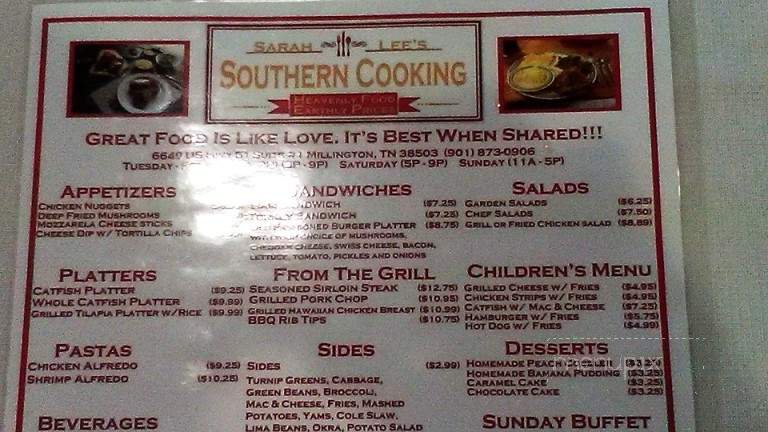 SARAH LEE'S
SOUTHERN COOKING
HEAVENLY FOOD
EARTHLY PRICES
GREAT FOOD IS LIKE LOVE. IT'S BEST WHEN SHARED!!!
6649 US HWY 51 SUITE #1 MILLINGTON, TN 38503 (901) 873-0906
TUESDAY - 9P) SATURDAY (5P - 9P) SUNDAY (11A - 5P)
APPETIZERS
CHICKEN NUGGETS
DEEP FRIED MUSHROOMS
MOZZARELA CHEESE STICKS
CHEESE DIP W/ TORTILLA CHIPS
SANDWICHES
SANDWICH ($7.25)
SANDWICH ($7.25)
BURGER PLATTER ($8.75)
CHOICE OF MUSHROOMS,
CHEDDAR CHEESE, SWISS CHEESE, BACON,
LETTUCE, TOMATO, PICKLES AND ONIONS
SALADS
GARDEN SALADS ($6.25)
CHEF SALADS ($7.50)
GRILL OR FRIED CHICKEN SALAD ($8.89)
PLATTERS
CATFISH PLATTER ($9.25)
WHOLE CATFISH PLATTER ($9.99)
GRILLED TILAPIA PLATTER W/RICE ($9.99)
FROM THE GRILL
SEASONED SIRLOIN STEAK ($12.75)
GRILLED PORK CHOP ($10.95)
GRILLED HAWAIIAN CHICKEN BREAST ($10.99)
BBQ RIB TIPS ($10.75)
CHILDREN'S MENU
GRILLED CHEESE W/ FRIES ($4.95)
CHICKEN STRIPS W/ FRIES ($4.95)
CATFISH W/ MAC & CHEESE ($7.25)
HAMBURGER W/ FRIES ($5.75)
HOT DOG W/ FRIES ($4.99)
PASTAS
CHICKEN ALFREDO ($9.25)
SHRIMP ALFREDO ($10.25)
SIDES
SIDES ($2.99)
TURNIP GREENS, CABBAGE,
GREEN BEANS, BROCCOLI,
MAC & CHEESE, FRIES, MASHED
POTATOES, YAMS, COLE SLAW,
LIMA BEANS, OKRA, POTATO SALAD
DESSERTS
HOMEMADE PEACH
HOMEMADE BANANA PUDDING ($3.25)
CARAMEL CAKE ($3.25)
CHOCOLATE CAKE ($3.25)
BEVERAGES
SUNDAY BUFFET